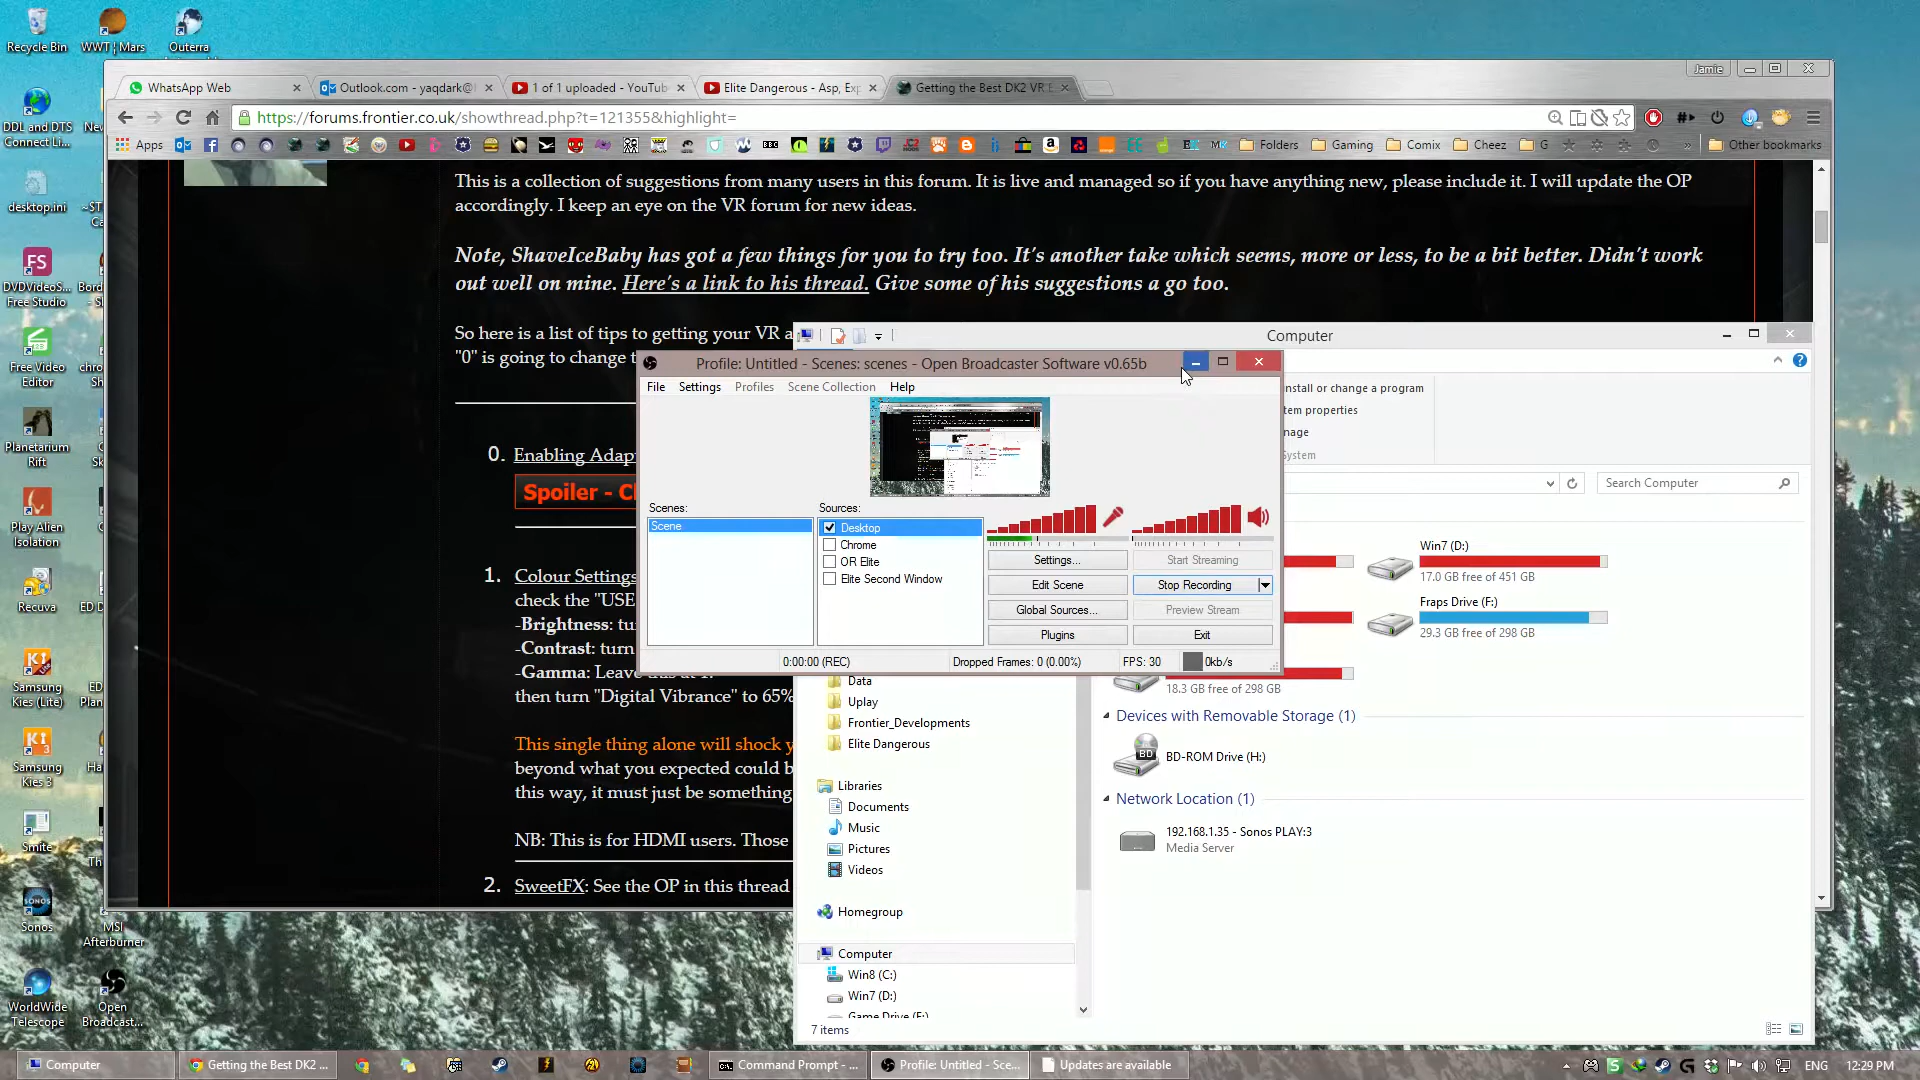 Recycle Bin
WWT | Mars
Outerra
DDL and DTS
Connect Li...
desktop.ini
DVDVideoS...
Free Studio
Free Video
Editor
Planetarium
Rift
Play Alien
Isolation
Recuva
Samsung
Kies (Lite)
Samsung
Kies 3
Smite
Sonos
MSI
Afterburner
WorldWide
Telescope
Open
Broadcast...
Jamie
WhatsApp Web
Outlook.com - yaqdark@
1 of 1 uploaded - YouTub
Elite Dangerous - Asp, Exp
Getting the Best DK2 VR E
https://forums.frontier.co.uk/showthread.php?t=121355&highlight=
Apps
Folders
Gaming
Comix
Cheez
G
Other bookmarks
This is a collection of suggestions from many users in this forum. It is live and managed so if you have anything new, please include it. I will update the OP
accordingly. I keep an eye on the VR forum for new ideas.
Note, ShaveIceBaby has got a few things for you to try too. It's another take which seems, more or less, to be a bit better. Didn't work
out well on mine. Here's a link to his thread. Give some of his suggestions a go too.
So here is a list of tips to getting your VR a
"0" is going to change t
0. Enabling Adap
Spoiler - Cl
1. Colour Settings
check the "USE
-Brightness: tu
-Contrast: turn
-Gamma: Leave this at 1.
then turn "Digital Vibrance" to 65%
This single thing alone will shock y
beyond what you expected could b
this way, it must just be something
NB: This is for HDMI users. Those
2. SweetFX: See the OP in this thread
Computer
install or change a program
tem properties
nage
System
Search Computer
Win7 (D:)
17.0 GB free of 451 GB
Fraps Drive (F:)
29.3 GB free of 298 GB
18.3 GB free of 298 GB
Devices with Removable Storage (1)
BD-ROM Drive (H:)
Network Location (1)
192.168.1.35 - Sonos PLAY:3
Media Server
Data
Uplay
Frontier_Developments
Elite Dangerous
Libraries
Documents
Music
Pictures
Videos
Homegroup
Computer
Win8 (C:)
Win7 (D:)
Game Drive (E:)
7 items
Profile: Untitled - Scenes: scenes - Open Broadcaster Software v0.65b
File
Settings
Profiles
Scene Collection
Help
Scenes:
Scene
Sources:
Desktop
Chrome
OR Elite
Elite Second Window
Settings...
Start Streaming
Edit Scene
Stop Recording
Global Sources...
Preview Stream
Plugins
Exit
0:00:00 (REC)
Dropped Frames: 0 (0.00%)
FPS: 30
0kb/s
Computer
Getting the Best DK2 ...
Command Prompt - ...
Profile: Untitled - Sce...
Updates are available
ENG
12:29 PM